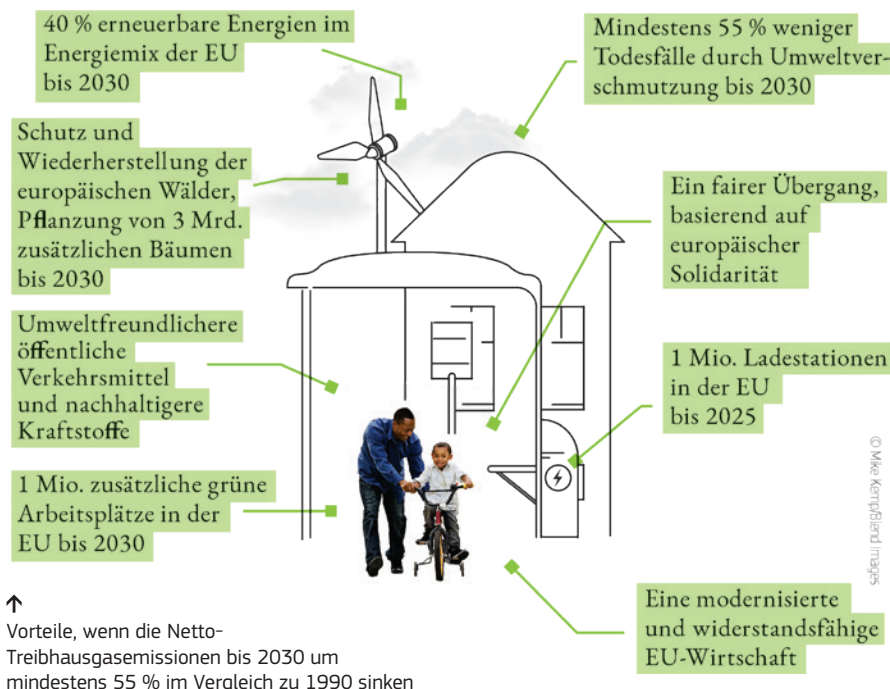 40 % erneuerbare Energien im
Energiemix der EU
bis 2030
Mindestens 55 % weniger
Todesfälle durch Umweltver-
schmutzung bis 2030
Schutz und
Wiederherstellung der
europäischen Wälder,
Pflanzung von 3 Mrd.
zusätzlichen Bäumen
bis 2030
Ein fairer Übergang,
basierend auf
europäischer
Solidarität
Umweltfreundlichere
öffentliche
Verkehrsmittel
und nachhaltigere
Kraftstoffe
1 Mio. Ladestationen
in der EU
bis 2025
1 Mio. zusätzliche grüne
Arbeitsplätze in der
EU bis 2030
Eine modernisierte
und widerstandsfähige
EU-Wirtschaft
© Mike Kemp/Blend Images
↑
Vorteile, wenn die Netto-
Treibhausgasemissionen bis 2030 um
mindestens 55 % im Vergleich zu 1990 sinken